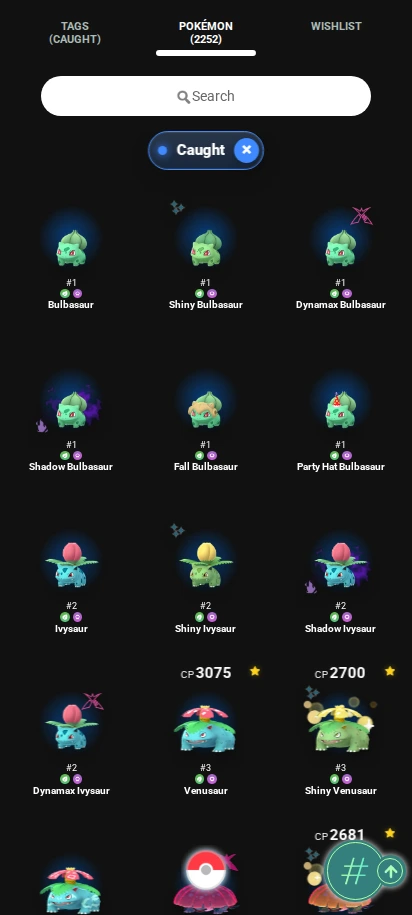 TAGS
(CAUGHT)
POKÉMON
(2252)
WISHLIST
Search
Caught
#1
Bulbasaur
#1
Shiny Bulbasaur
#1
Dynamax Bulbasaur
#1
Shadow Bulbasaur
#1
Fall Bulbasaur
#1
Party Hat Bulbasaur
#2
Ivysaur
#2
Shiny Ivysaur
#2
Shadow Ivysaur
#2
Dynamax Ivysaur
CP3075
#3
Venusaur
CP2700
#3
Shiny Venusaur
CP2681
#